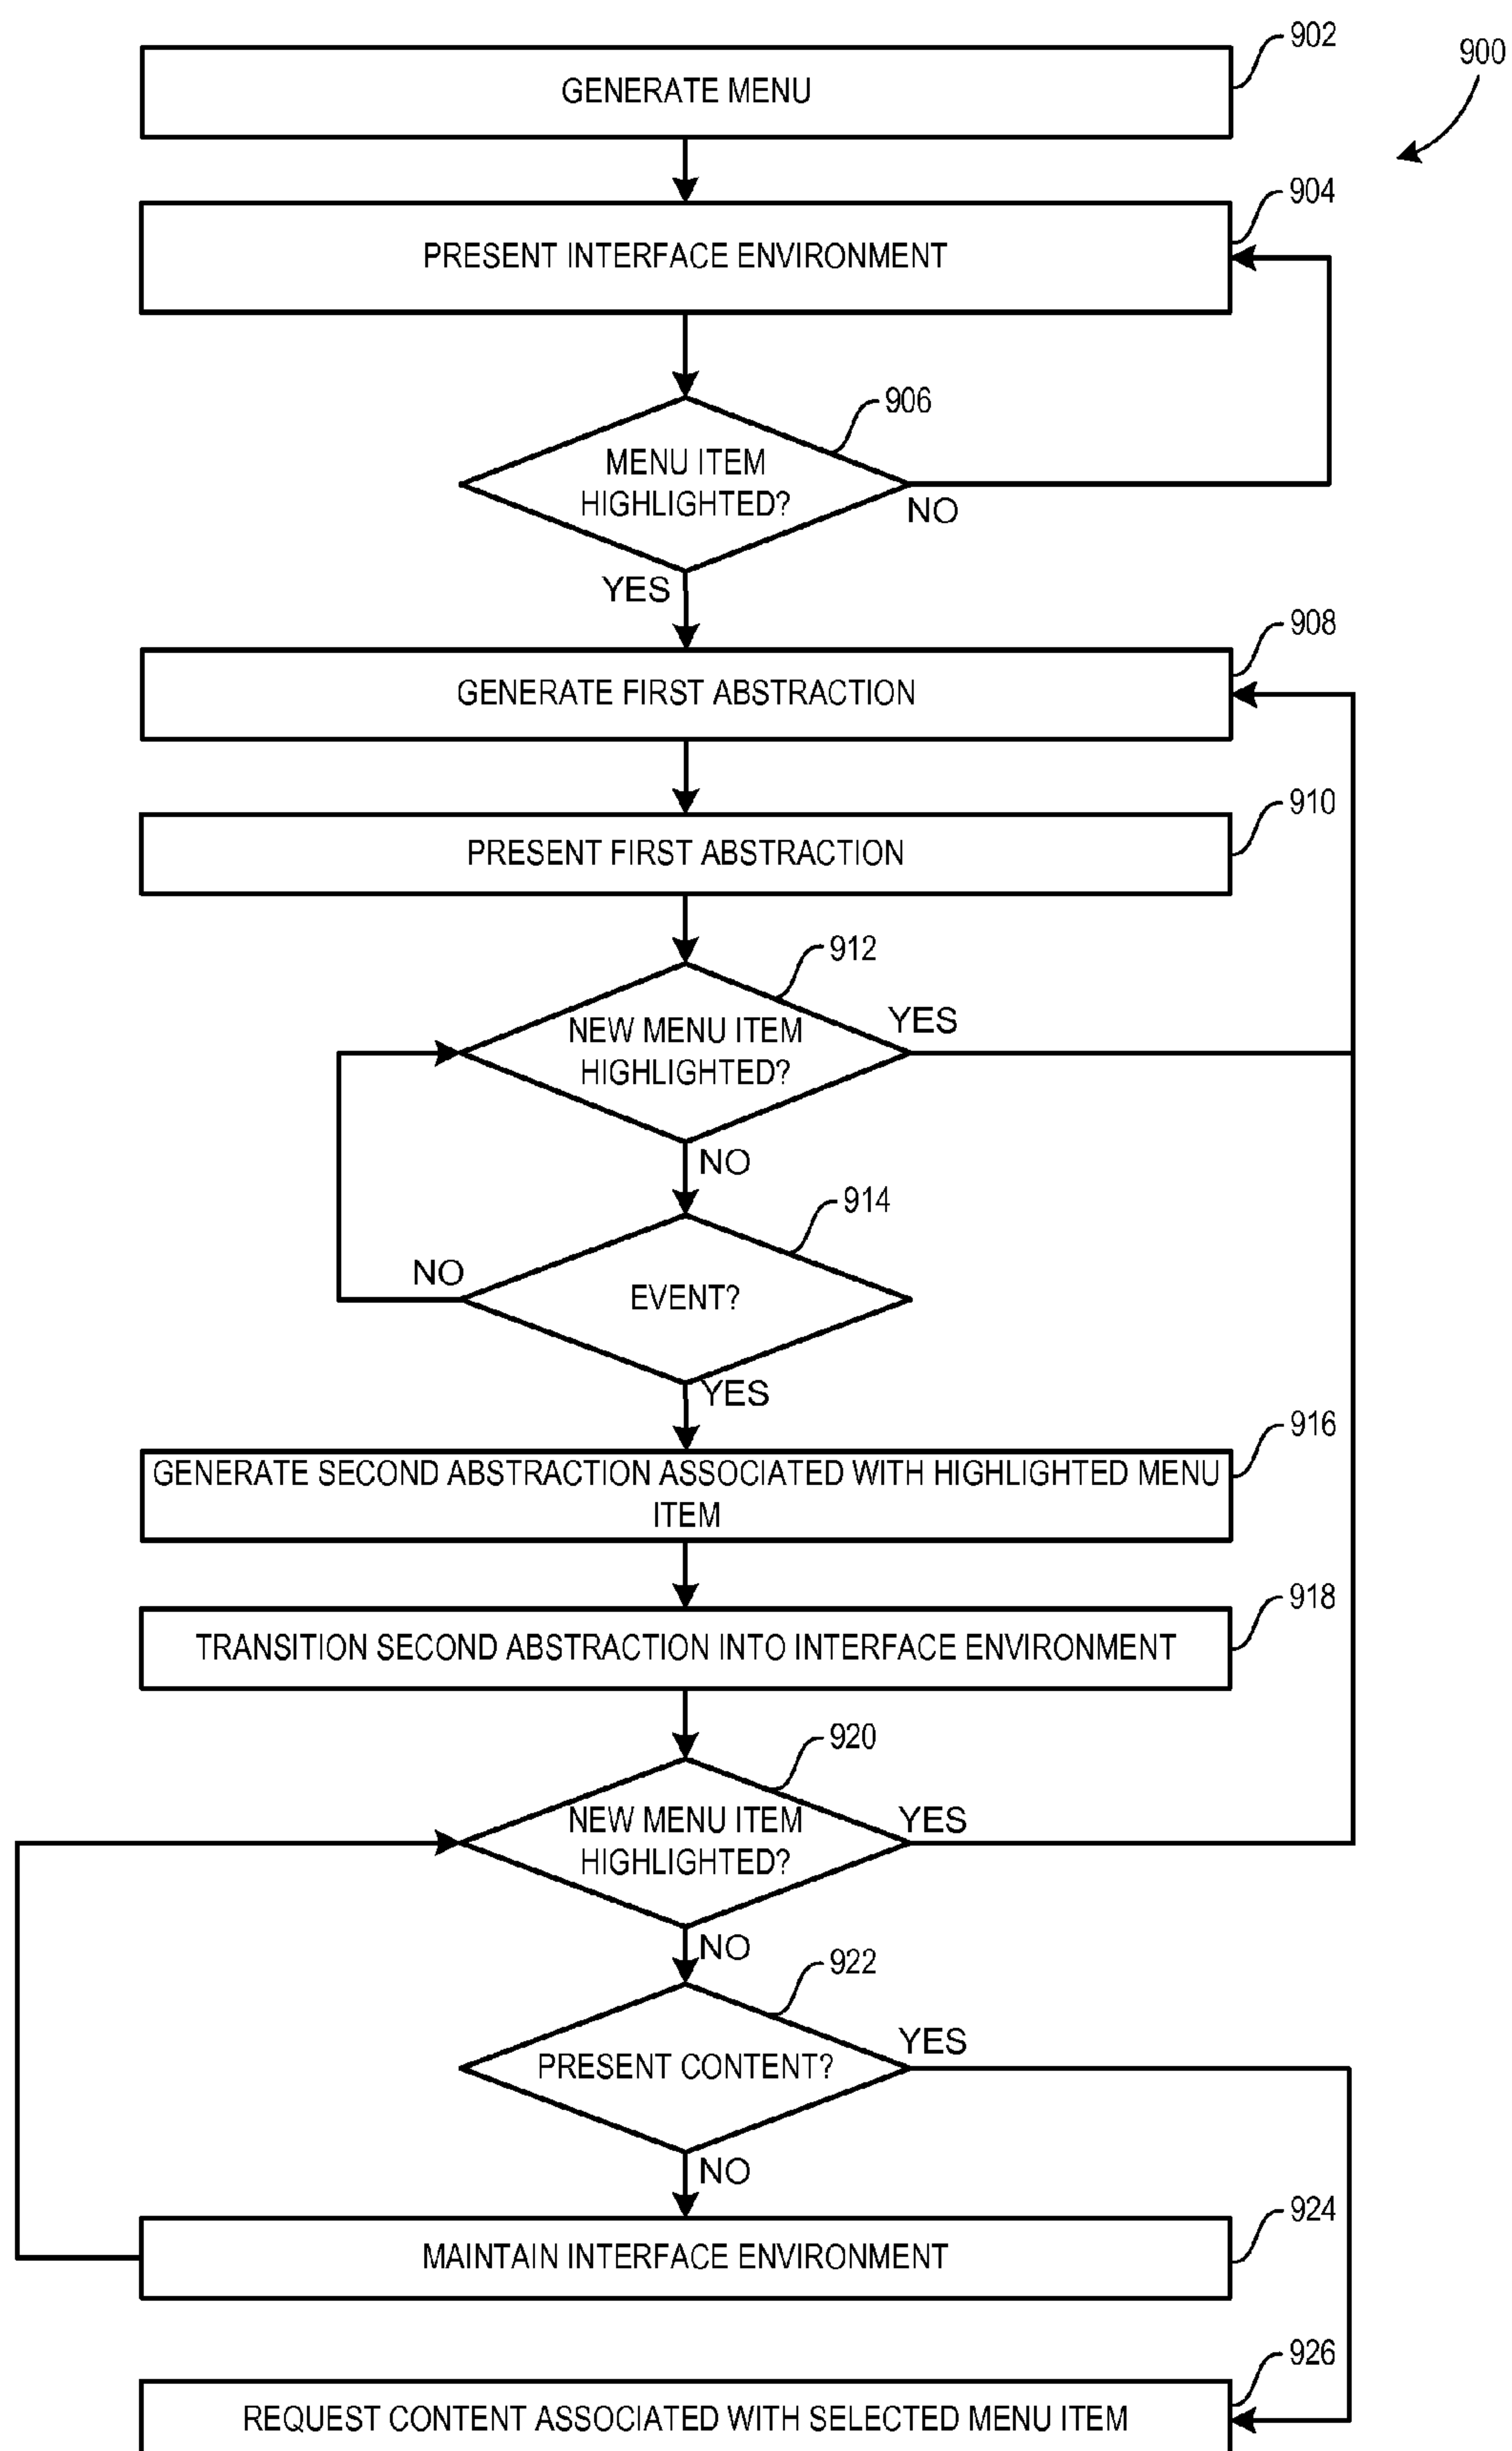 902
900
GENERATE MENU
904
PRESENT INTERFACE ENVIRONMENT
906
MENU ITEM
HIGHLIGHTED?
NO
YES
908
GENERATE FIRST ABSTRACTION
910
PRESENT FIRST ABSTRACTION
912
NEW MENU ITEM
HIGHLIGHTED?
YES
NO
914
NO
EVENT?
YES
916
GENERATE SECOND ABSTRACTION ASSOCIATED WITH HIGHLIGHTED MENU
ITEM
918
TRANSITION SECOND ABSTRACTION INTO INTERFACE ENVIRONMENT
920
NEW MENU ITEM
HIGHLIGHTED?
YES
NO
922
YES
PRESENT CONTENT?
NO
924
MAINTAIN INTERFACE ENVIRONMENT
926
REQUEST CONTENT ASSOCIATED WITH SELECTED MENU ITEM